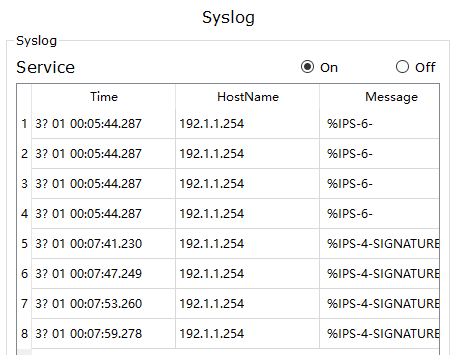 Syslog
Syslog
Service On Off
Time HostName Message
1 3? 01 00:05:44.287 192.1.1.254 %IPS-6-
2 3? 01 00:05:44.287 192.1.1.254 %IPS-6-
3 3? 01 00:05:44.287 192.1.1.254 %IPS-6-
4 3? 01 00:05:44.287 192.1.1.254 %IPS-6-
5 3? 01 00:07:41.230 192.1.1.254 %IPS-4-SIGNATURE
6 3? 01 00:07:47.249 192.1.1.254 %IPS-4-SIGNATURE
7 3? 01 00:07:53.260 192.1.1.254 %IPS-4-SIGNATURE
8 3? 01 00:07:59.278 192.1.1.254 %IPS-4-SIGNATURE